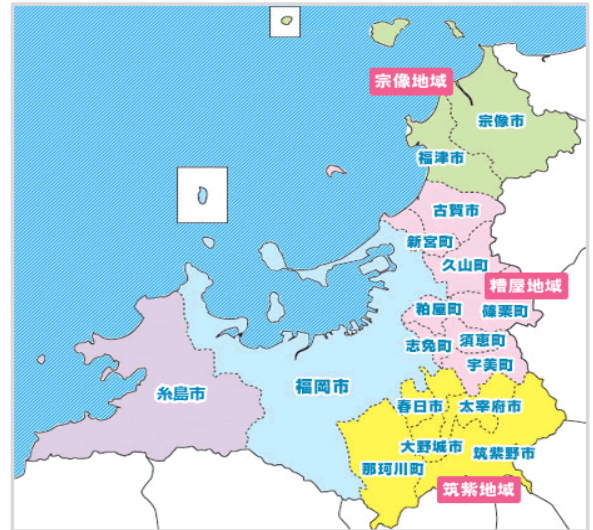 宗像地域
宗像市
福津市
古賀市
新宮町
久山町
糟屋地域
粕屋町
篠栗町
志免町
須恵町
宇美町
糸島市
福岡市
春日市
太宰府市
大野城市
筑紫野市
那珂川町
筑紫地域